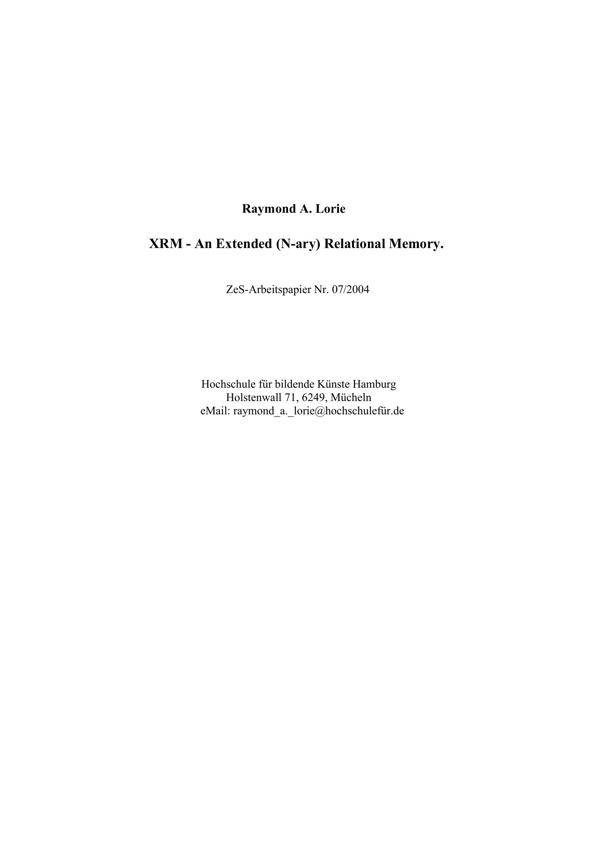 Raymond A. Lorie
XRM - An Extended (N-ary) Relational Memory.
ZeS-Arbeitspapier Nr. 07/2004
Hochschule für bildende Künste Hamburg
Holstenwall 71, 6249, Mücheln
eMail: raymond_a._lorie@hochschulefür.de